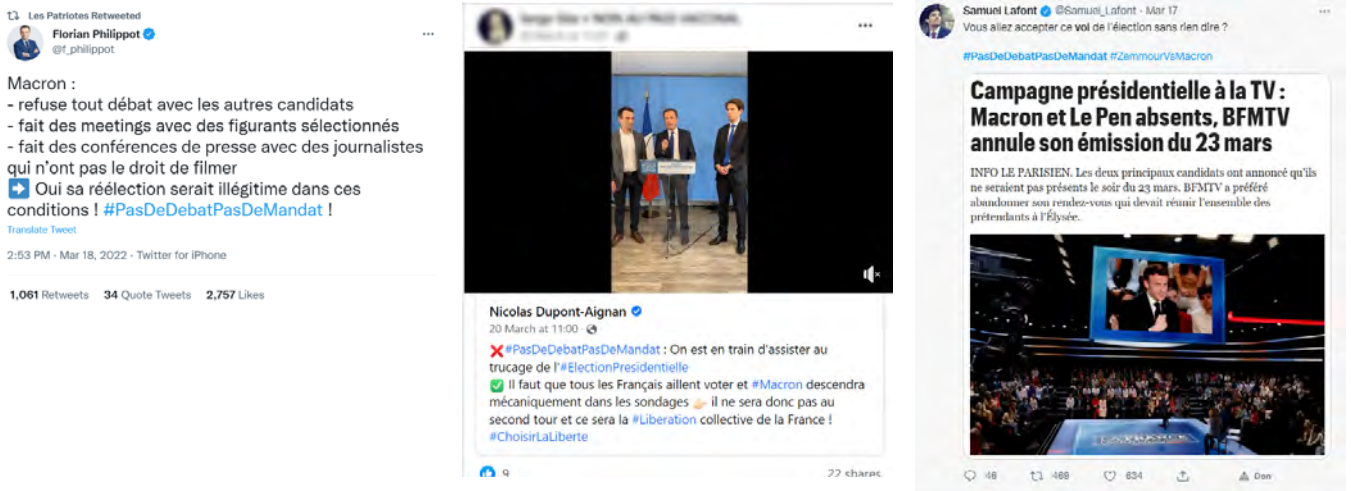 Les Patriotes Retweeted
Florian Philippot
@f_philippot
Macron :
- refuse tout débat avec les autres candidats
- fait des meetings avec des figurants sélectionnés
- fait des conférences de presse avec des journalistes
qui n'ont pas le droit de filmer
➡ Oui sa réélection serait illégitime dans ces
conditions ! #PasDeDebatPasDeMandat !
Translate Tweet
2:53 PM · Mar 18, 2022 · Twitter for iPhone
1,061 Retweets 34 Quote Tweets 2,757 Likes
Nicolas Dupont-Aignan
20 March at 11:00 ·
❌#PasDeDebatPasDeMandat : On est en train d'assister au
trucage de l'#ElectionPresidentielle
✅ Il faut que tous les Français aillent voter et #Macron descendra
mécaniquement dans les sondages 👉🏻 il ne sera donc pas au
second tour et ce sera la #Liberation collective de la France !
#ChoisirLaLiberte
9
22 shares
Samuel Lafont @Samuel_Lafont · Mar 17
Vous allez accepter ce vol de l'élection sans rien dire ?
#PasDeDebatPasDeMandat #ZemmourVsMacron
Campagne présidentielle à la TV :
Macron et Le Pen absents, BFMTV
annule son émission du 23 mars
INFO LE PARISIEN. Les deux principaux candidats ont annoncé qu'ils
ne seraient pas présents le soir du 23 mars. BFMTV a préféré
abandonner son rendez-vous qui devait réunir l'ensemble des
prétendants à l'Élysée.
46 469 634 Don